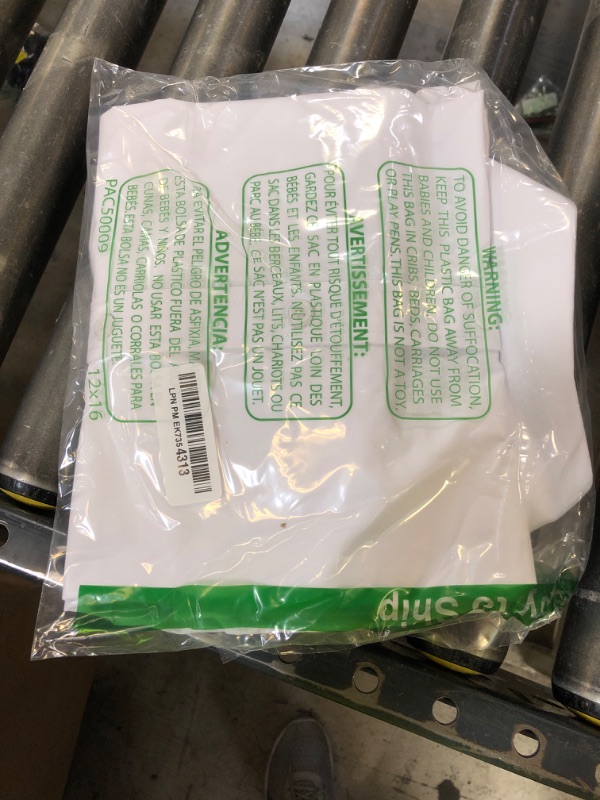 WARNING:
TO AVOID DANGER OF SUFFOCATION,
KEEP THIS PLASTIC BAG AWAY FROM
BABIES AND CHILDREN. DO NOT USE
THIS BAG IN CRIBS, BEDS, CARRIAGES
OR PLAY PENS. THIS BAG IS NOT A TOY.
AVERTISSEMENT:
POUR ÉVITER TOUT RISQUE D'ÉTOUFFEMENT,
GARDEZ CE SAC EN PLASTIQUE LOIN DES
BÉBÉS ET LES ENFANTS. N'UTILISEZ PAS CE
SAC DANS LES BERCEAUX, LITS, CHARIOTS OU
PARC AU BÉBÉ. CE SAC N'EST PAS UN JOUET.
ADVERTENCIA:
EVITAR EL PELIGRO DE ASFIXIA, M
ESTA BOLSA DE PLASTICO FUERA DEL
DE BEBES Y NIÑOS. NO USAR ESTA BO
CUNAS, CAMAS, CARRIOLAS O CORRALES PARA
BEBES. ESTA BOLSA NO ES UN JUGUETE.
PAC50009
12x16
LPN PM EK7354313
to Ship